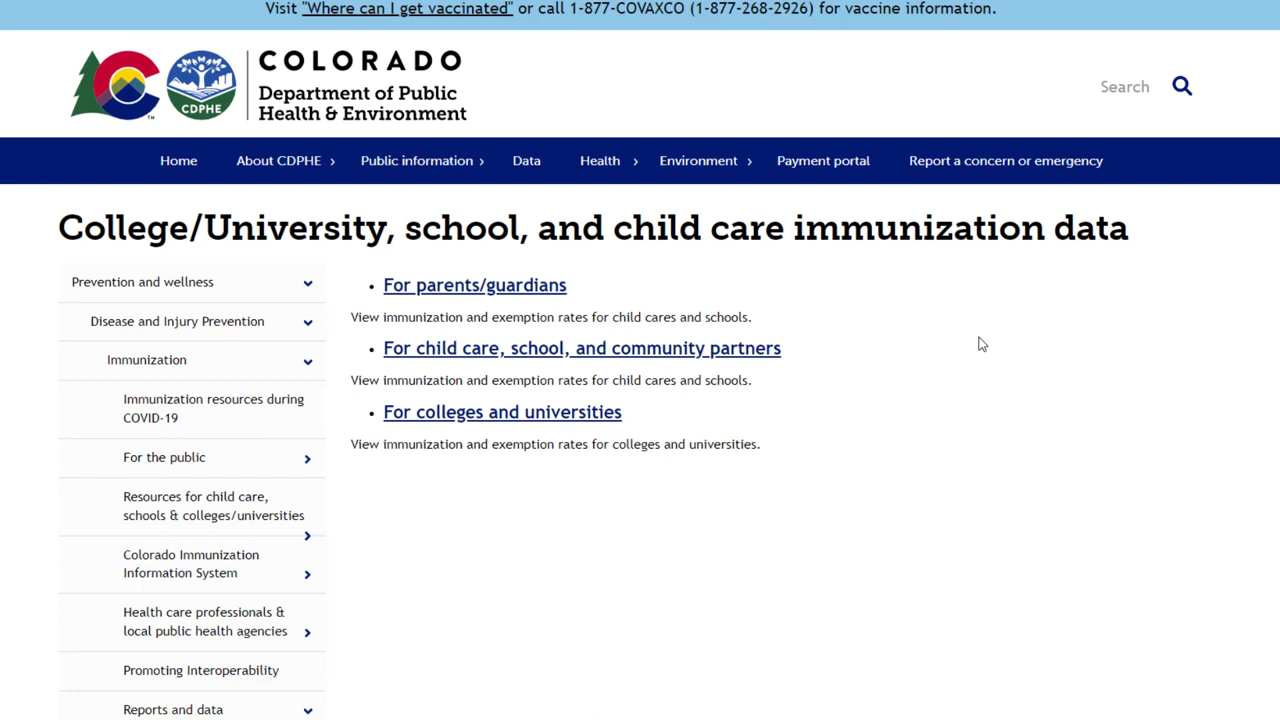 Visit "Where can I get vaccinated" or call 1-877-COVAXCO (1-877-268-2926) for vaccine information.
COLORADO
Department of Public
Health & Environment
CDPHE
TM
Search
Home
About CDPHE
Public information
Data
Health
Environment
Payment portal
Report a concern or emergency
College/University, school, and child care immunization data
Prevention and wellness
Disease and Injury Prevention
Immunization
Immunization resources during
COVID-19
For the public
Resources for child care,
schools & colleges/universities
Colorado Immunization
Information System
Health care professionals &
local public health agencies
Promoting Interoperability
Reports and data
• For parents/guardians
View immunization and exemption rates for child cares and schools.
• For child care, school, and community partners
View immunization and exemption rates for child cares and schools.
• For colleges and universities
View immunization and exemption rates for colleges and universities.